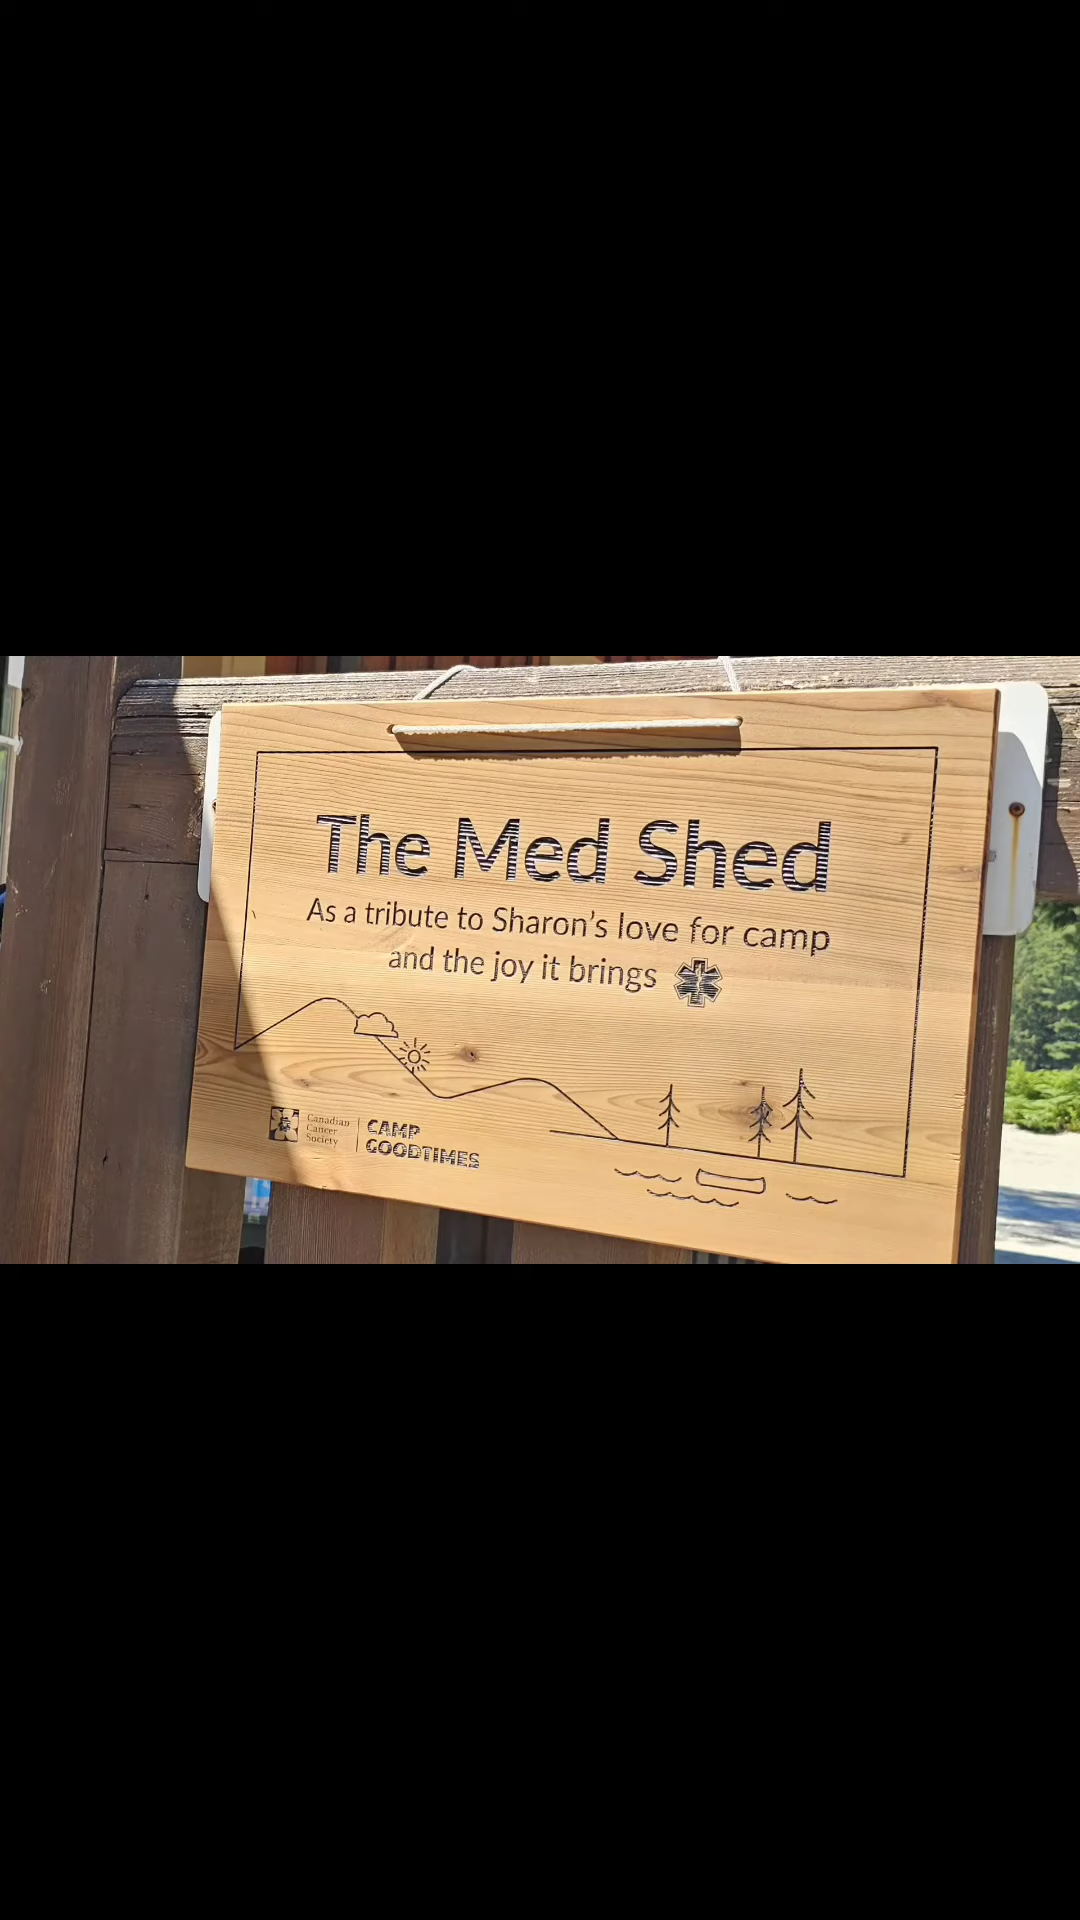 The Med Shed
As a tribute to Sharon’s love for camp
and the joy it brings
Canadian
Cancer
Society
CAMP
GOODTIMES